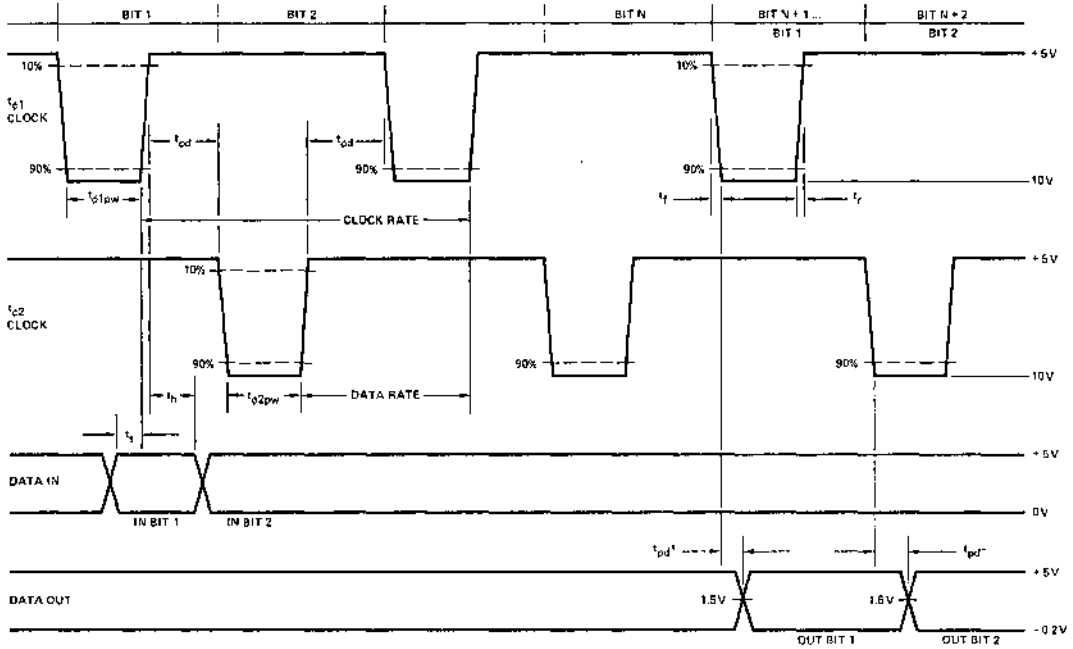 BIT 1 BIT 2 BIT N BIT N + 1 ... BIT N + 2
BIT 1 BIT 2
10% 10% +5V
tϕ1
CLOCK
tϕd tϕd
90% 90% 90%
10V
tϕ1pw tf tr
CLOCK RATE
10% +5V
tϕ2
CLOCK
90% 90% 90%
10V
th tϕ2pw DATA RATE
ts
+5V
DATA IN
IN BIT 1 IN BIT 2 0V
tpd+ tpd-
+5V
DATA OUT 1.5V 1.5V
-0.2V
OUT BIT 1 OUT BIT 2